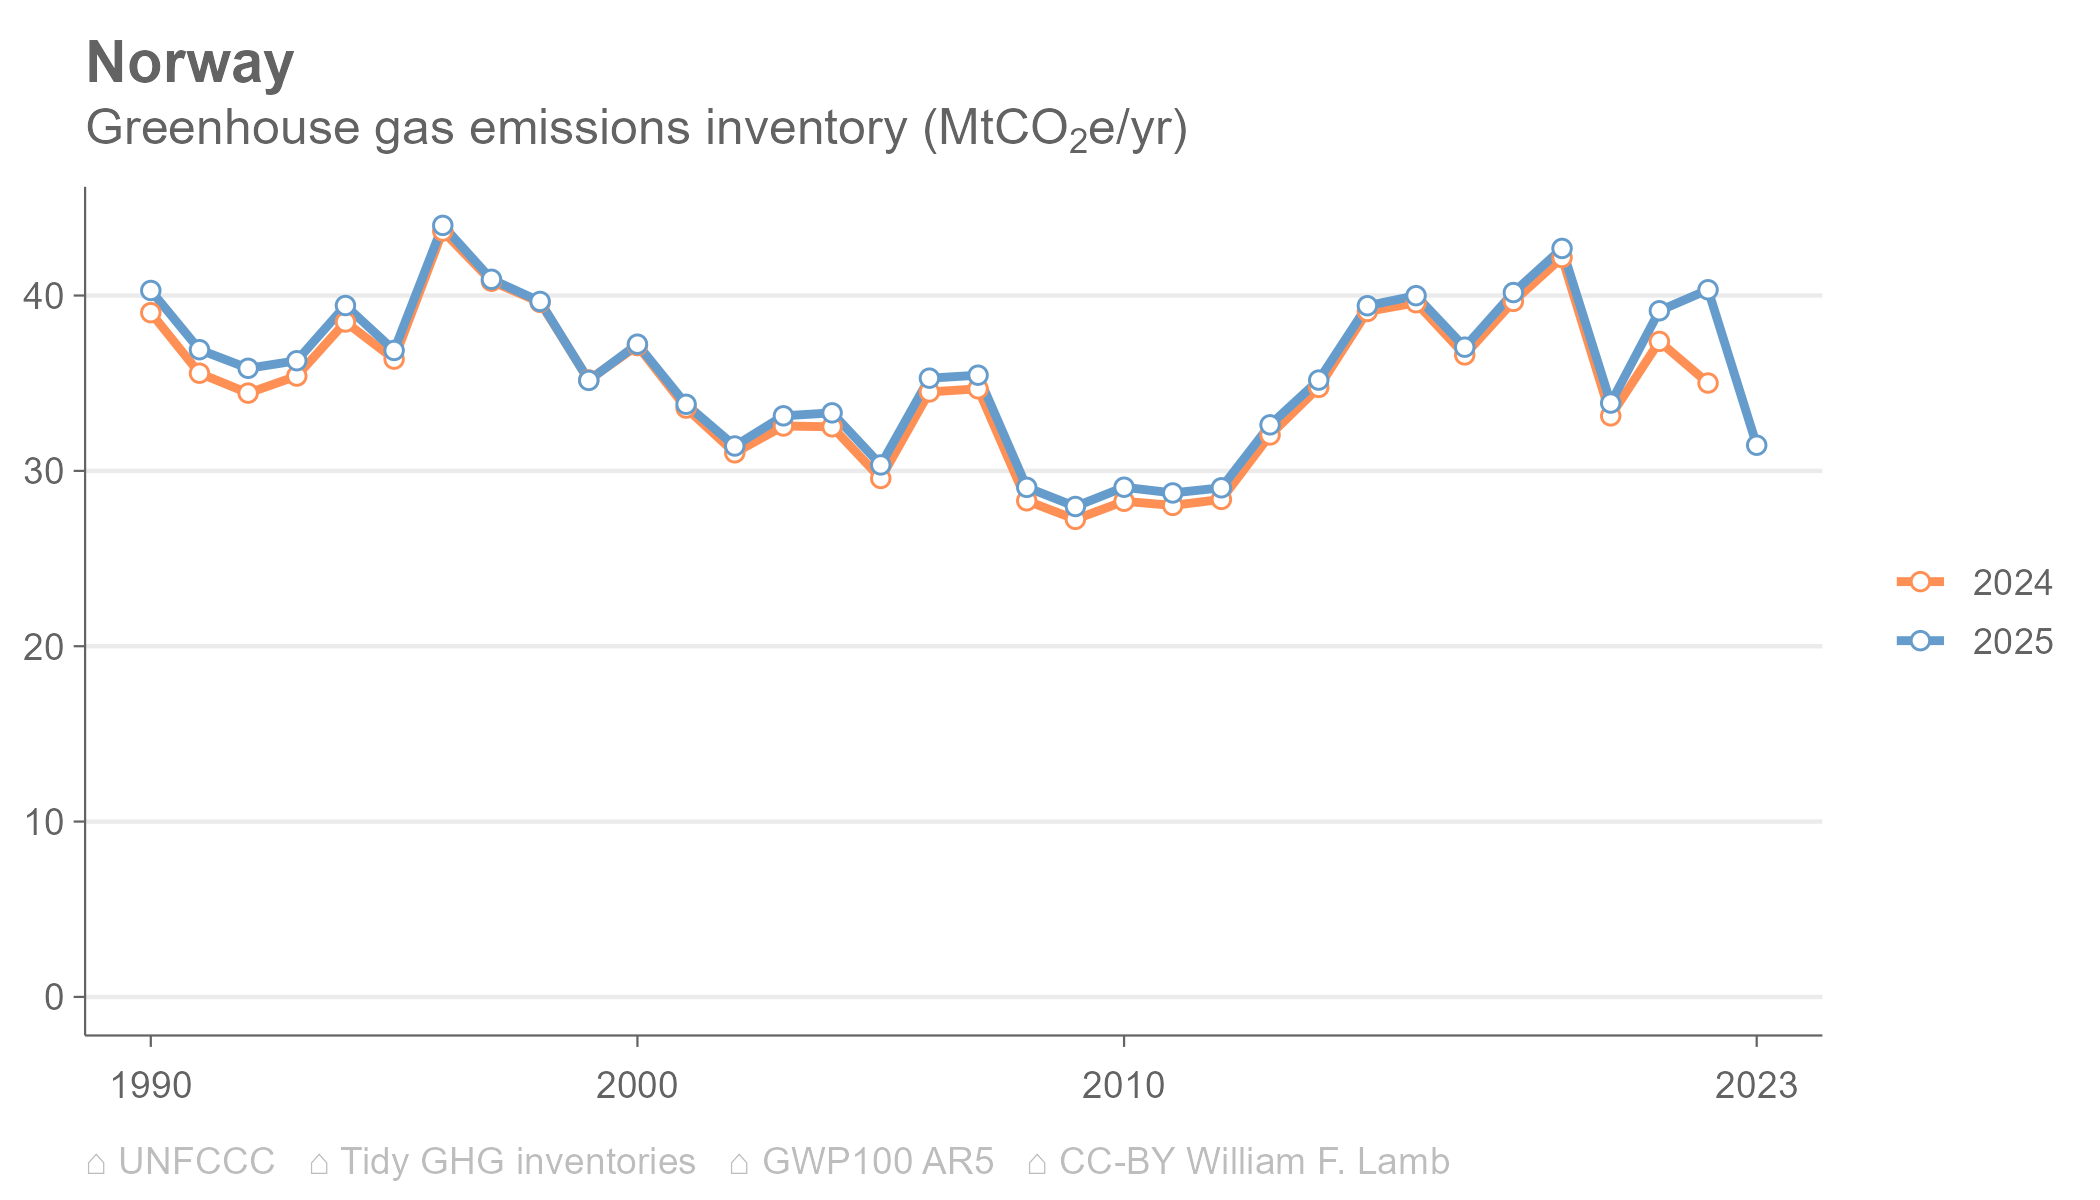 Norway
Greenhouse gas emissions inventory (MtCO₂e/yr)
40
30
20
10
0
1990 2000 2010 2023
2024
2025
⌂ UNFCCC ⌂ Tidy GHG inventories ⌂ GWP100 AR5 ⌂ CC-BY William F. Lamb